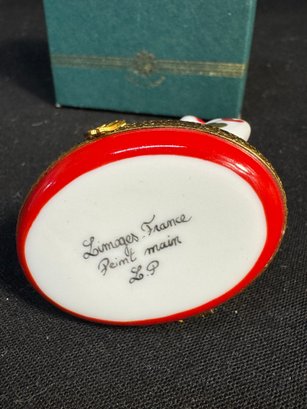 Limoges. France
Peint main
L.P